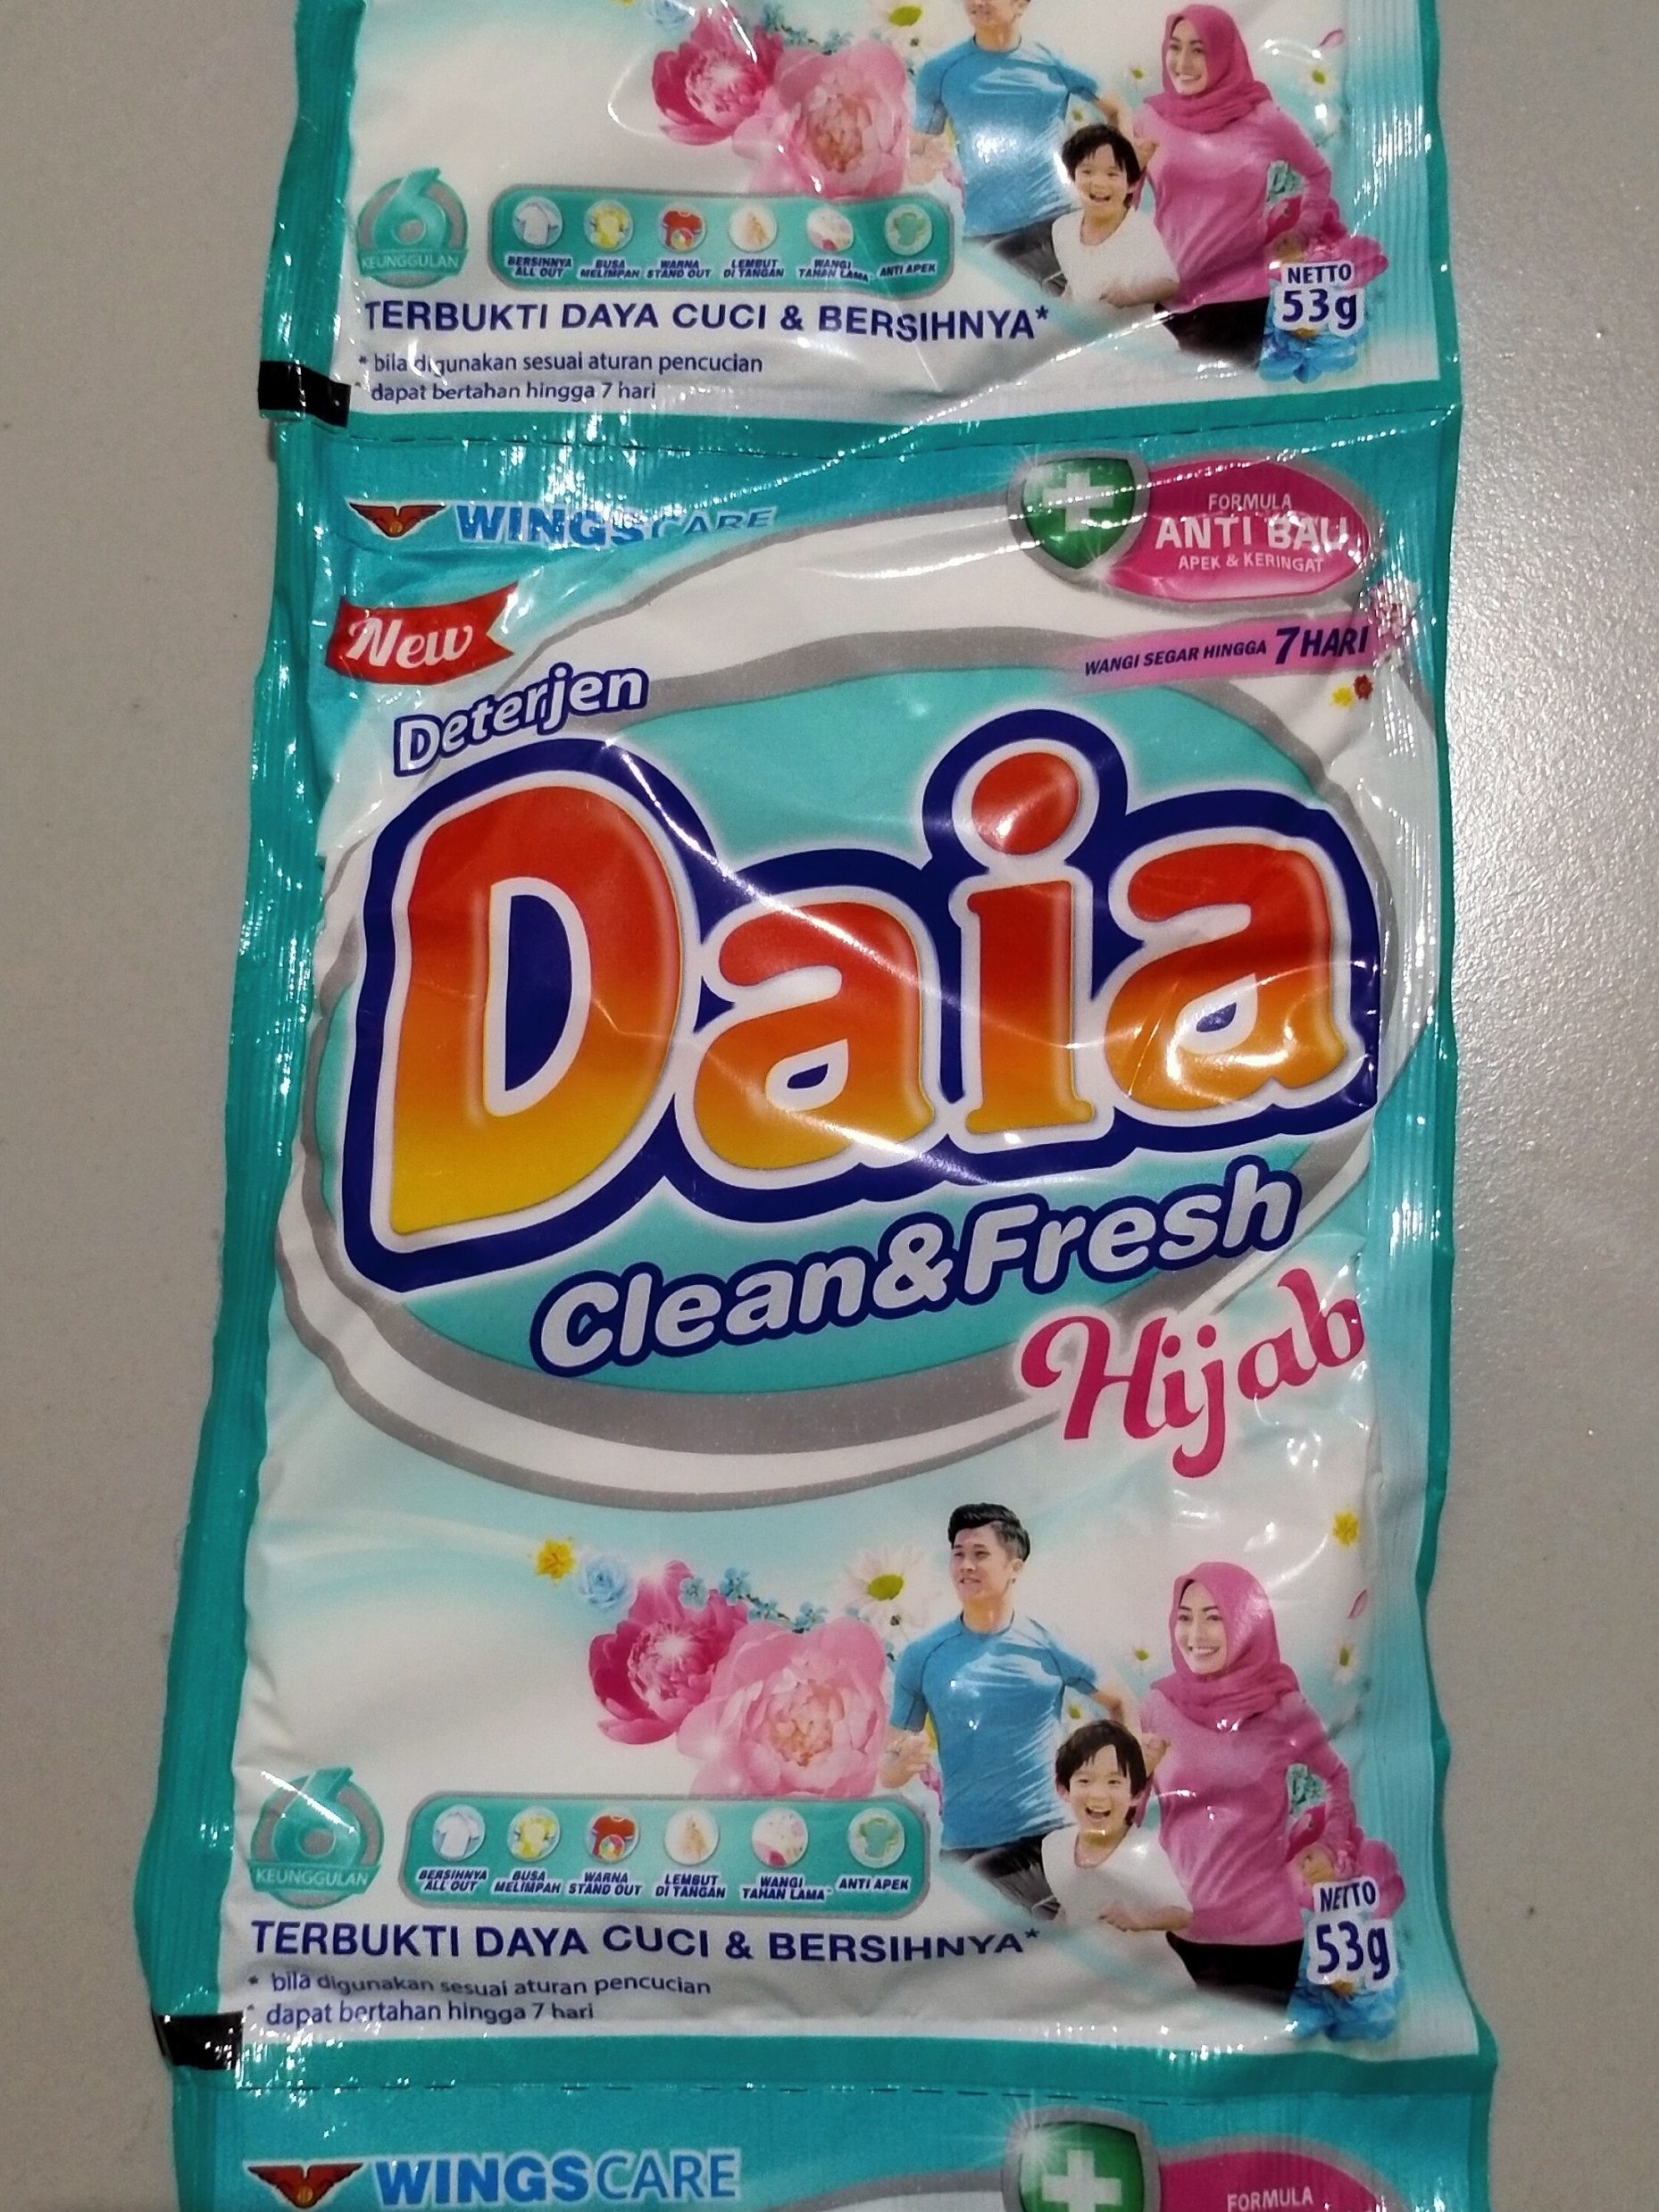 6
KEUNGGULAN
BERSIHNYA ALL OUT
BUSA MELIMPAH
WARNA STAND OUT
LEMBUT DI TANGAN
WANGI TAHAN LAMA
ANTI APEK
NETTO
53g
TERBUKTI DAYA CUCI & BERSIHNYA*
* bila digunakan sesuai aturan pencucian
* dapat bertahan hingga 7 hari
WINGSCARE
FORMULA
ANTI BAU
APEK & KERINGAT
New
WANGI SEGAR HINGGA 7 HARI
Deterjen
Daia
Clean&Fresh
Hijab
6
KEUNGGULAN
BERSIHNYA ALL OUT
BUSA MELIMPAH
WARNA STAND OUT
LEMBUT DI TANGAN
WANGI TAHAN LAMA
ANTI APEK
NETTO
53g
TERBUKTI DAYA CUCI & BERSIHNYA*
* bila digunakan sesuai aturan pencucian
* dapat bertahan hingga 7 hari
WINGSCARE
FORMULA